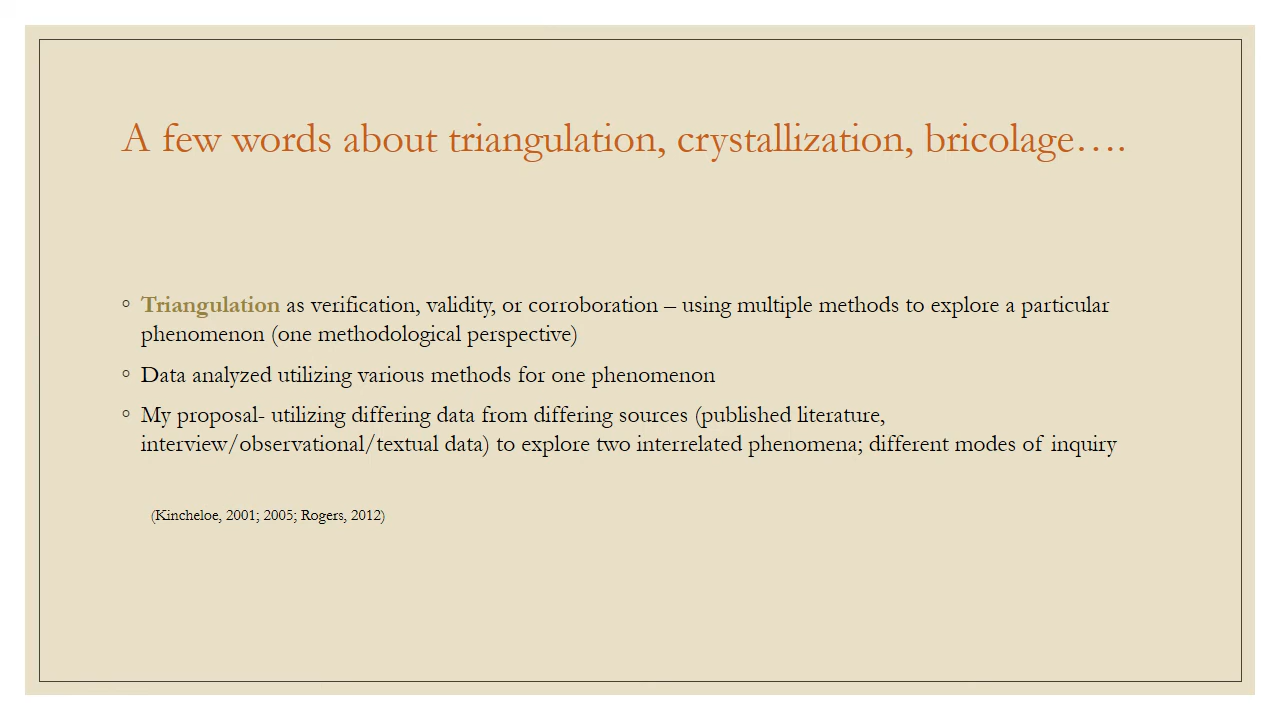 A few words about triangulation, crystallization, bricolage….
◦ Triangulation as verification, validity, or corroboration – using multiple methods to explore a particular
phenomenon (one methodological perspective)
◦ Data analyzed utilizing various methods for one phenomenon
◦ My proposal- utilizing differing data from differing sources (published literature,
interview/observational/textual data) to explore two interrelated phenomena; different modes of inquiry
(Kincheloe, 2001; 2005; Rogers, 2012)